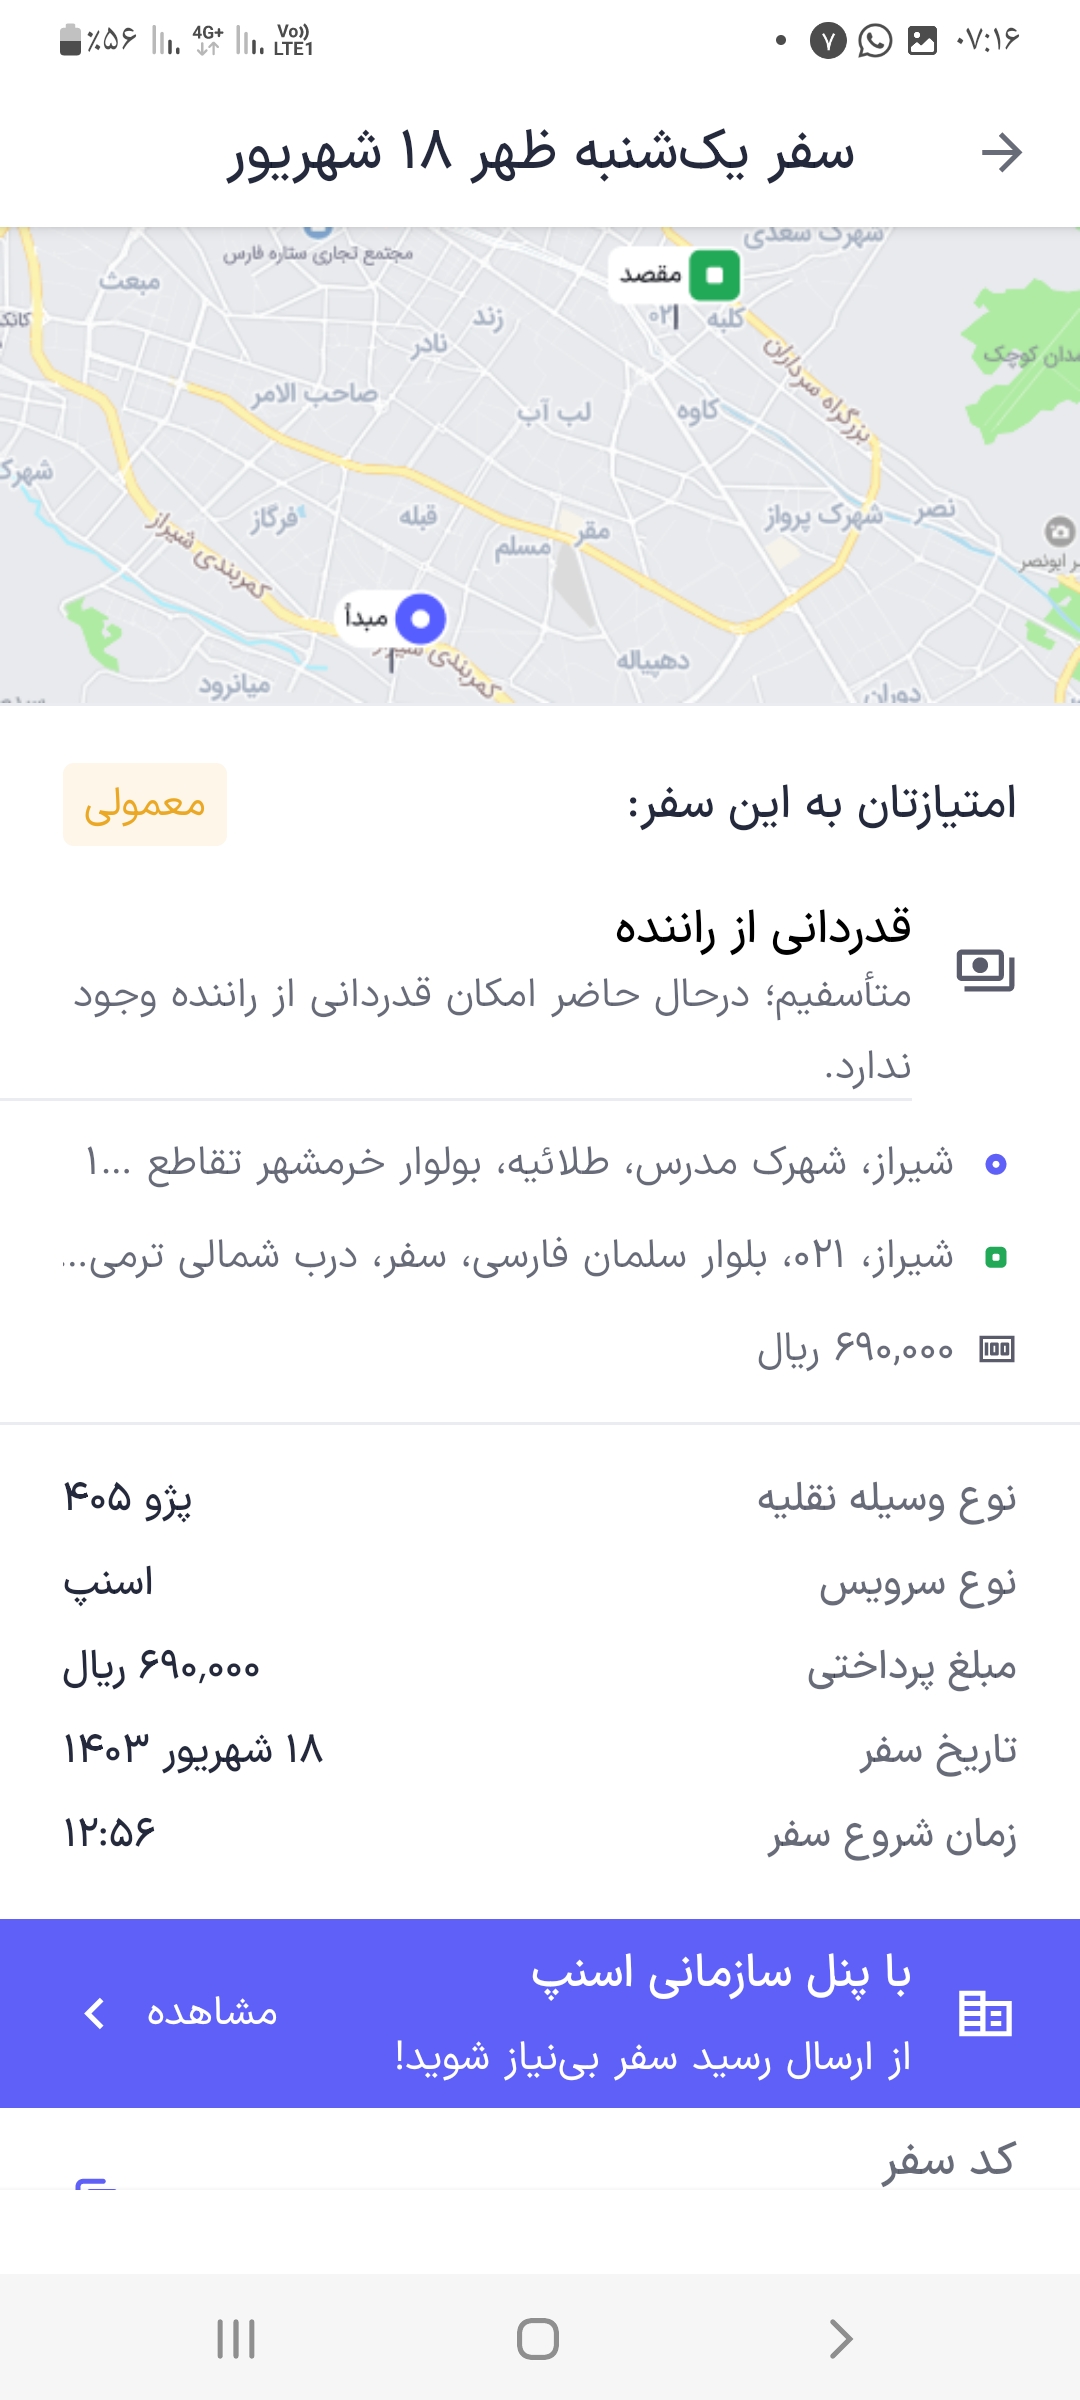 ٪۵۶ 4G+ Vo)) LTE1 ۷ ۰۷:۱۶
سفر یک‌شنبه ظهر ۱۸ شهریور
شهرک سعدی
مجتمع تجاری ستاره فارس
مبعث
مقصد
۰۲۱
کلبه
زند
نادر
بزرگراه سرداران
صاحب الامر
لب آب
کاوه
شهرک
فرگاز
قبله
مقر
مسلم
شهرک پرواز
نصر
کمربندی شیراز
مبدأ
کمربندی شیراز
دهپیاله
میانرود
دوران
امتیازتان به این سفر:
معمولی
قدردانی از راننده
متأسفیم؛ درحال حاضر امکان قدردانی از راننده وجود
ندارد.
شیراز، شهرک مدرس، طلائیه، بولوار خرمشهر تقاطع ...۱
شیراز، ۰۲۱، بلوار سلمان فارسی، سفر، درب شمالی ترمی...
۶۹۰,۰۰۰ ریال
نوع وسیله نقلیه
پژو ۴۰۵
نوع سرویس
اسنپ
مبلغ پرداختی
۶۹۰,۰۰۰ ریال
تاریخ سفر
۱۸ شهریور ۱۴۰۳
زمان شروع سفر
۱۲:۵۶
با پنل سازمانی اسنپ
از ارسال رسید سفر بی‌نیاز شوید!
مشاهده
کد سفر